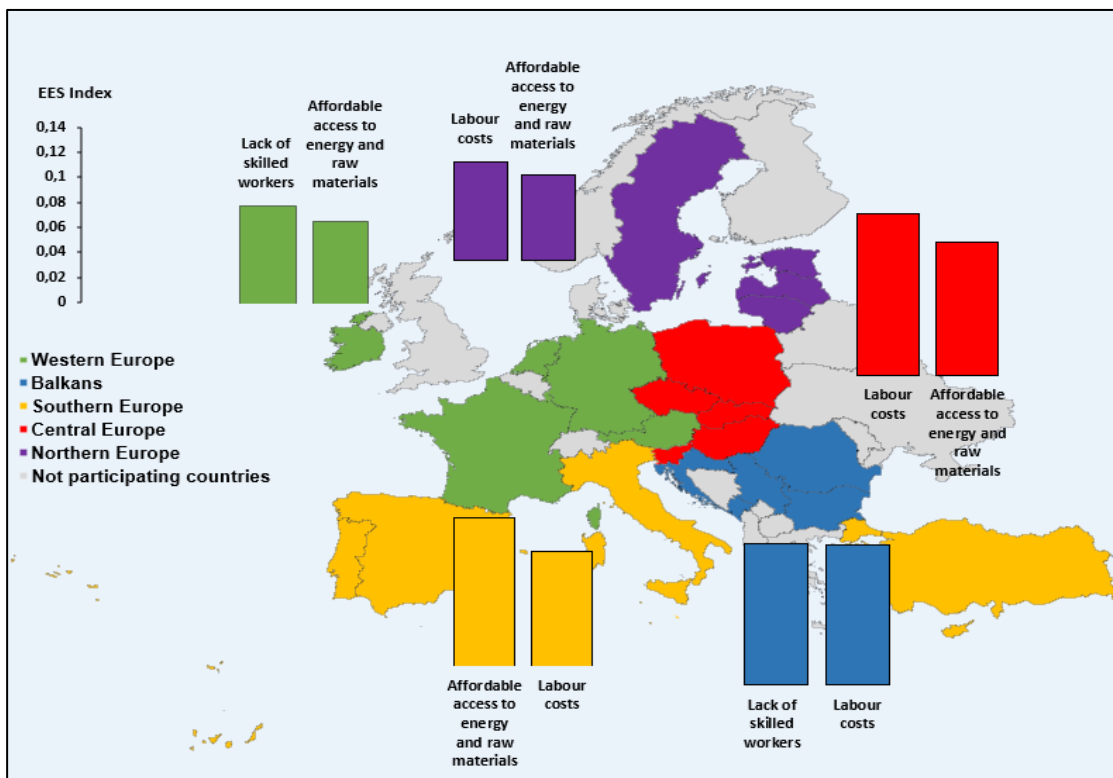 EES Index
0,14
0,12
0,1
0,08
0,06
0,04
0,02
0
Lack of
skilled
workers
Affordable
access to
energy and
raw
materials
Labour
costs
Affordable
access to
energy
and raw
materials
Western Europe
Balkans
Southern Europe
Central Europe
Northern Europe
Not participating countries
Labour
costs
Affordable
access to
energy and
raw
materials
Affordable
access to
energy
and raw
materials
Labour
costs
Lack of
skilled
workers
Labour
costs